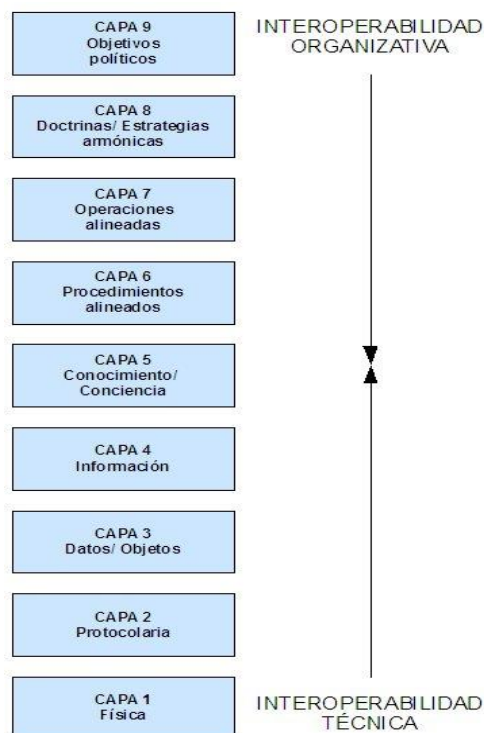 CAPA 9
Objetivos
políticos
INTEROPERABILIDAD
ORGANIZATIVA
CAPA 8
Doctrinas/ Estrategias
armónicas
CAPA 7
Operaciones
alineadas
CAPA 6
Procedimientos
alineados
CAPA 5
Conocimiento/
Conciencia
CAPA 4
Información
CAPA 3
Datos/ Objetos
CAPA 2
Protocolaria
CAPA 1
Física
INTEROPERABILIDAD
TÉCNICA